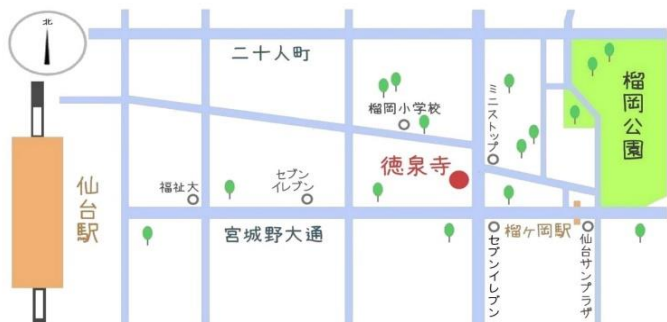 北
二十人町
榴岡公園
ミニストップ
榴岡小学校
徳泉寺
仙台駅
福祉大
セブン
イレブン
宮城野大通
セブンイレブン
榴ヶ岡駅
仙台サンプラザ